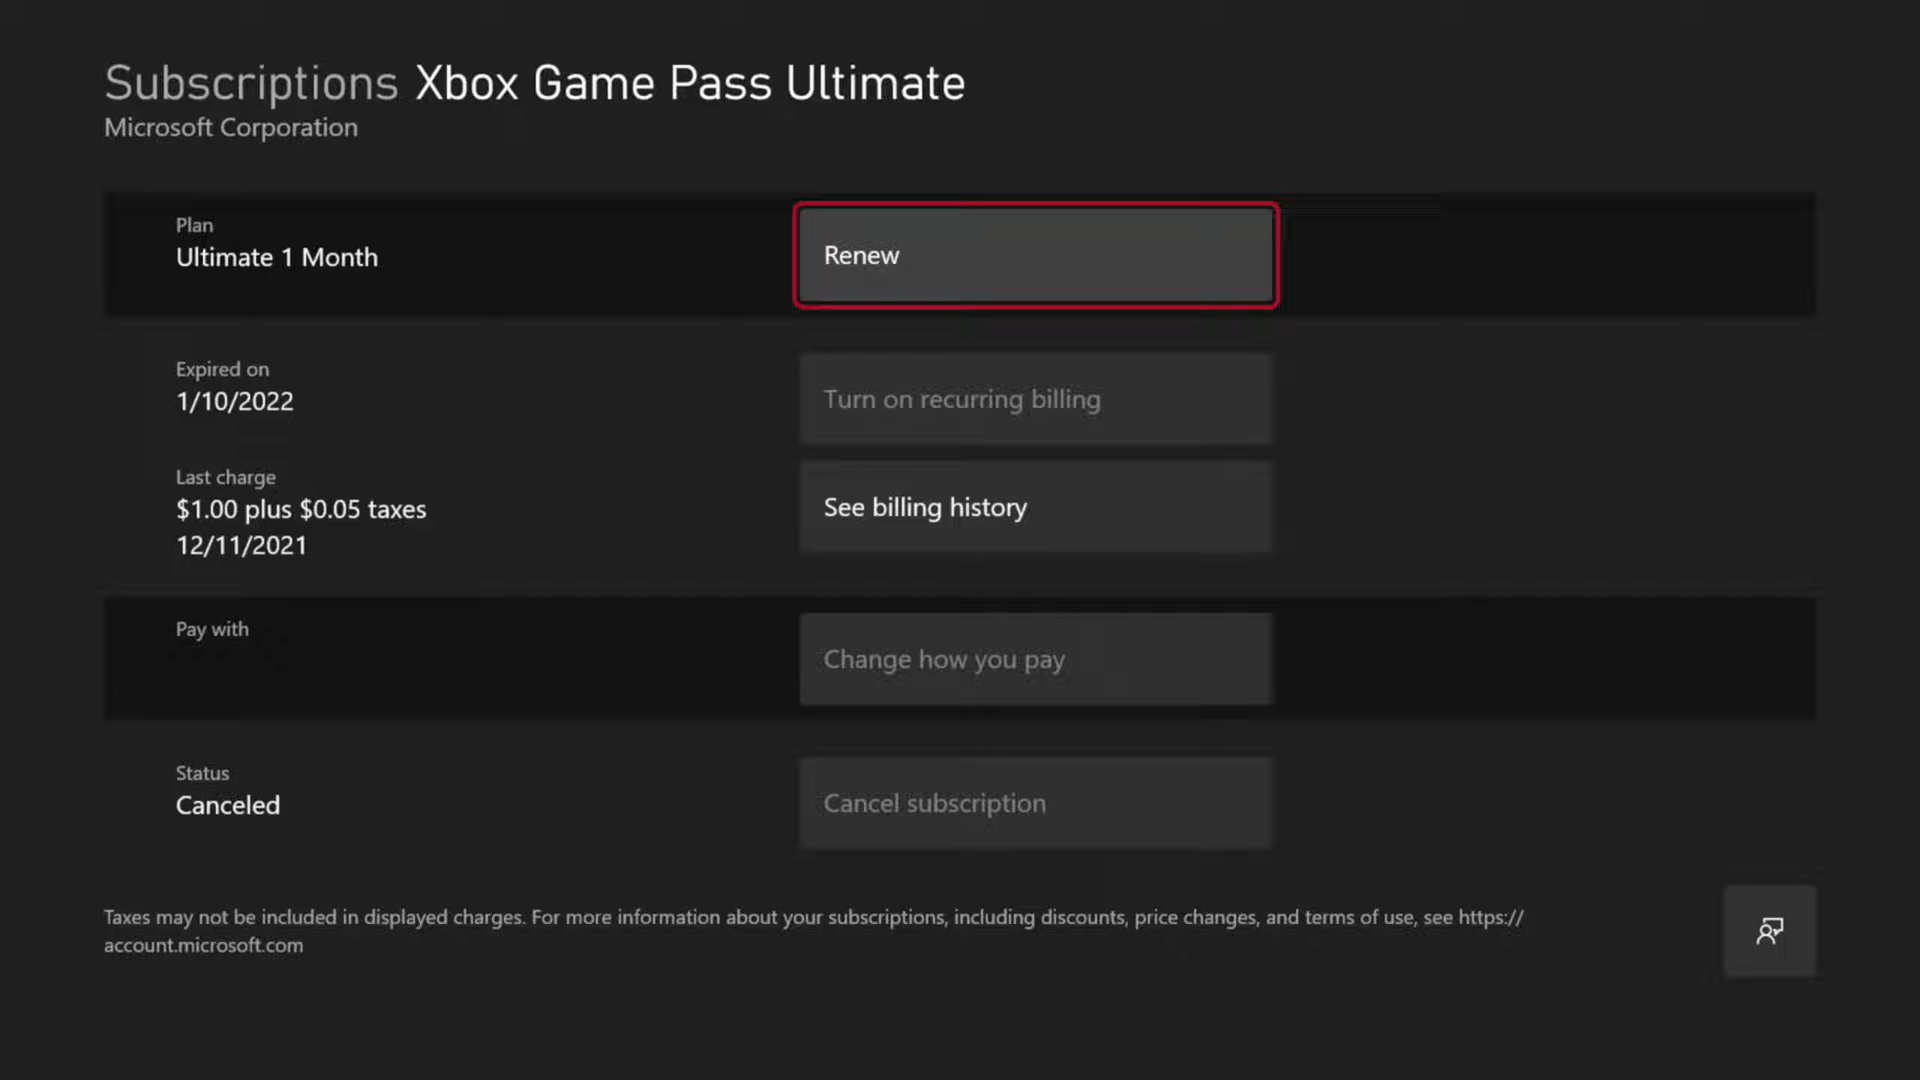 Subscriptions Xbox Game Pass Ultimate
Microsoft Corporation
Plan
Ultimate 1 Month
Renew
Expired on
1/10/2022
Turn on recurring billing
Last charge
$1.00 plus $0.05 taxes
12/11/2021
See billing history
Pay with
Change how you pay
Status
Canceled
Cancel subscription
Taxes may not be included in displayed charges. For more information about your subscriptions, including discounts, price changes, and terms of use, see https://
account.microsoft.com